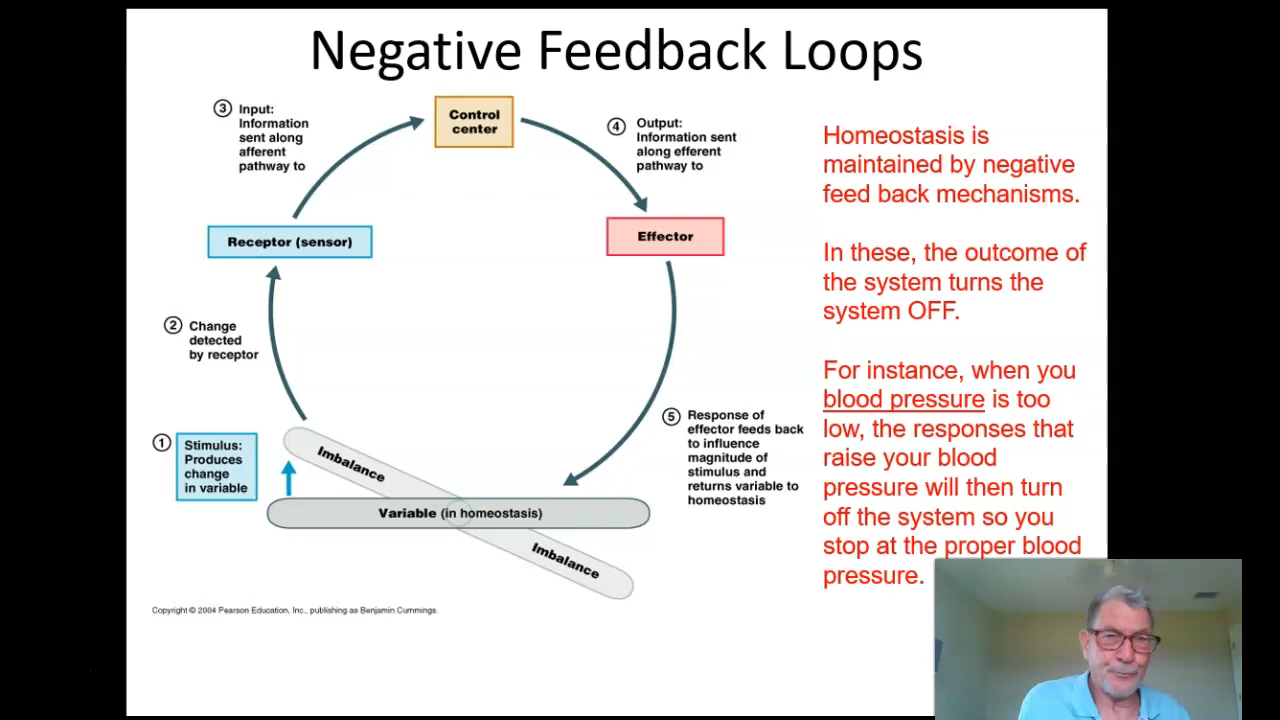 Negative Feedback Loops
③ Input:
Information
sent along
afferent
pathway to
Control
center
④ Output:
Information sent
along efferent
pathway to
Receptor (sensor)
Effector
② Change
detected
by receptor
① Stimulus:
Produces
change
in variable
Imbalance
Variable (in homeostasis)
Imbalance
⑤ Response of
effector feeds back
to influence
magnitude of
stimulus and
returns variable to
homeostasis
Copyright © 2004 Pearson Education, Inc., publishing as Benjamin Cummings.
Homeostasis is
maintained by negative
feed back mechanisms.
In these, the outcome of
the system turns the
system OFF.
For instance, when you
blood pressure is too
low, the responses that
raise your blood
pressure will then turn
off the system so you
stop at the proper blood
pressure.